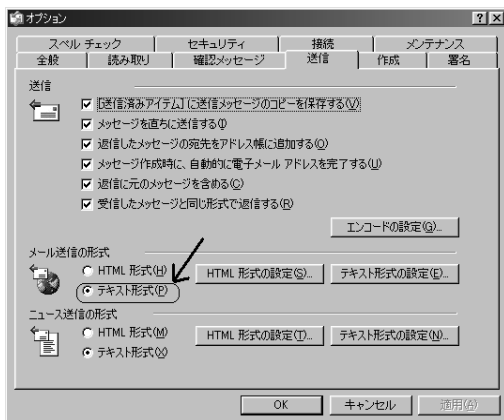 オプション
スペル チェック セキュリティ 接続 メンテナンス
全般 読み取り 確認メッセージ 送信 作成 署名
送信
[送信済みアイテム] に送信メッセージのコピーを保存する(V)
メッセージを直ちに送信する(I)
返信したメッセージの宛先をアドレス帳に追加する(O)
メッセージ作成時に、自動的に電子メール アドレスを完了する(U)
返信に元のメッセージを含める(C)
受信したメッセージと同じ形式で返信する(R)
エンコードの設定(G)...
メール送信の形式
HTML 形式(H) HTML 形式の設定(S)... テキスト形式の設定(E)...
テキスト形式(P)
ニュース送信の形式
HTML 形式(M) HTML 形式の設定(T)... テキスト形式の設定(N)...
テキスト形式(X)
OK キャンセル 適用(A)